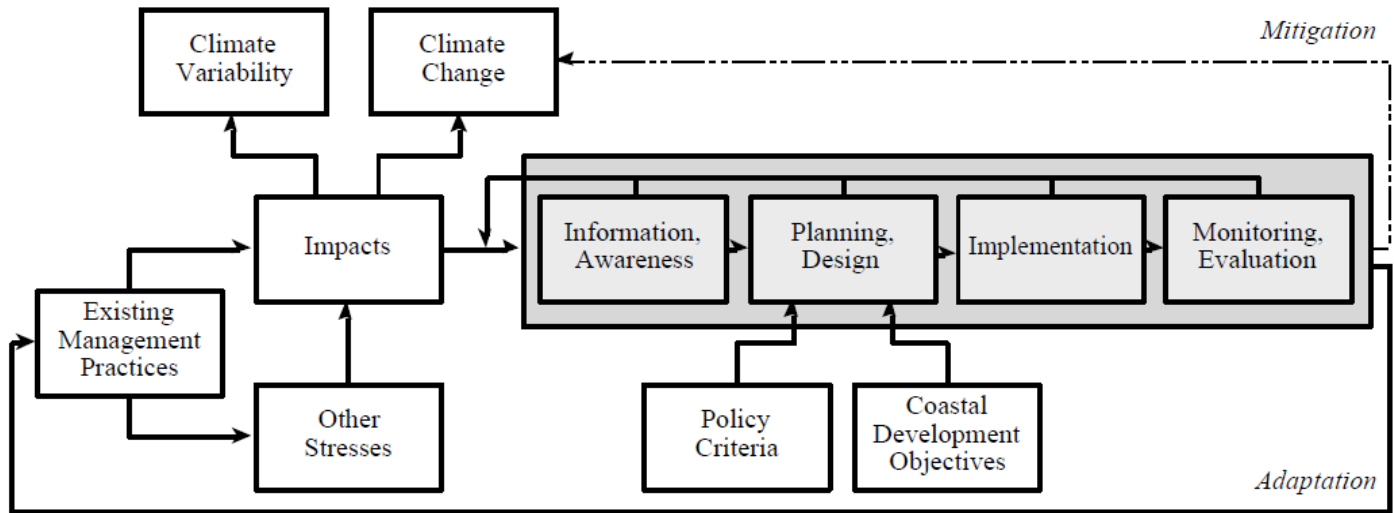 Climate
Variability
Climate
Change
Mitigation
Impacts
Information,
Awareness
Planning,
Design
Implementation
Monitoring,
Evaluation
Existing
Management
Practices
Other
Stresses
Policy
Criteria
Coastal
Development
Objectives
Adaptation